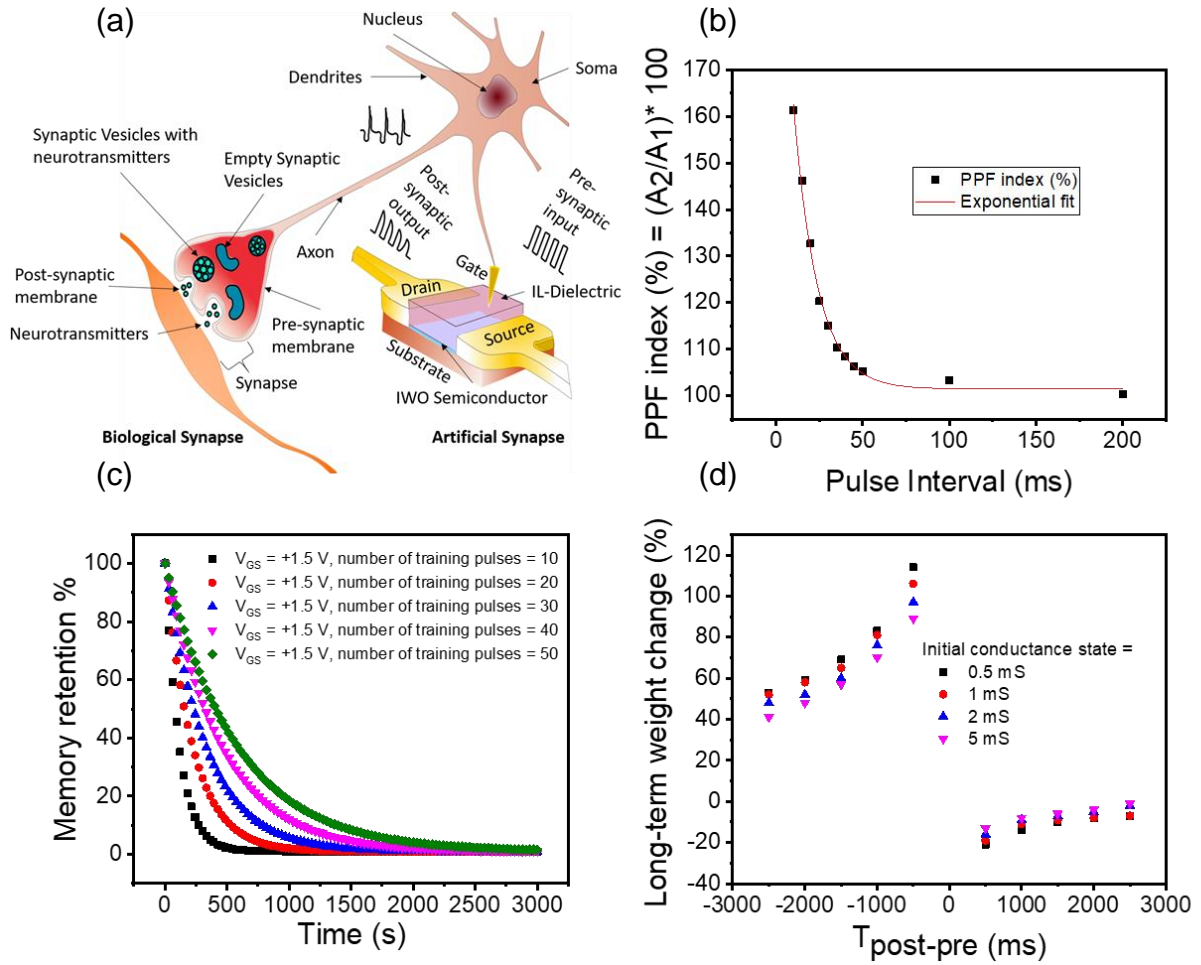 (a)
Nucleus
Dendrites
Soma
Synaptic Vesicles with
neurotransmitters
Empty Synaptic
Vesicles
Post-
synaptic
output
Pre-
synaptic
input
Axon
Gate
Post-synaptic
membrane
Drain
IL-Dielectric
Neurotransmitters
Pre-synaptic
membrane
Source
Substrate
Synapse
IWO Semiconductor
Biological Synapse
Artificial Synapse
(b)
PPF index (%) = (A2/A1)* 100
170
160
150
140
130
120
110
100
PPF index (%)
Exponential fit
0
50
100
150
200
Pulse Interval (ms)
(c)
Memory retention %
100
80
60
40
20
0
VGS = +1.5 V, number of training pulses = 10
VGS = +1.5 V, number of training pulses = 20
VGS = +1.5 V, number of training pulses = 30
VGS = +1.5 V, number of training pulses = 40
VGS = +1.5 V, number of training pulses = 50
0
500
1000
1500
2000
2500
3000
Time (s)
(d)
Long-term weight change (%)
120
100
80
60
40
20
0
-20
-40
Initial conductance state =
0.5 mS
1 mS
2 mS
5 mS
-3000
-2000
-1000
0
1000
2000
3000
Tpost-pre (ms)